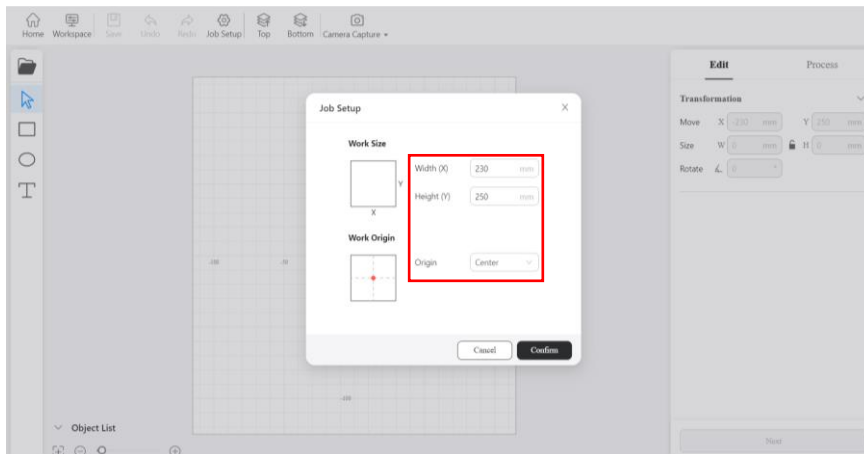 Home Workspace Save Undo Redo Job Setup Top Bottom Camera Capture
Edit Process
Transformation
Move X -230 mm Y 250 mm
Size W 0 mm H 0 mm
Rotate 0 °
Job Setup X
Work Size
Width (X) 230 mm
Y
Height (Y) 250 mm
X
Work Origin
Origin Center
Cancel Confirm
Object List
Next